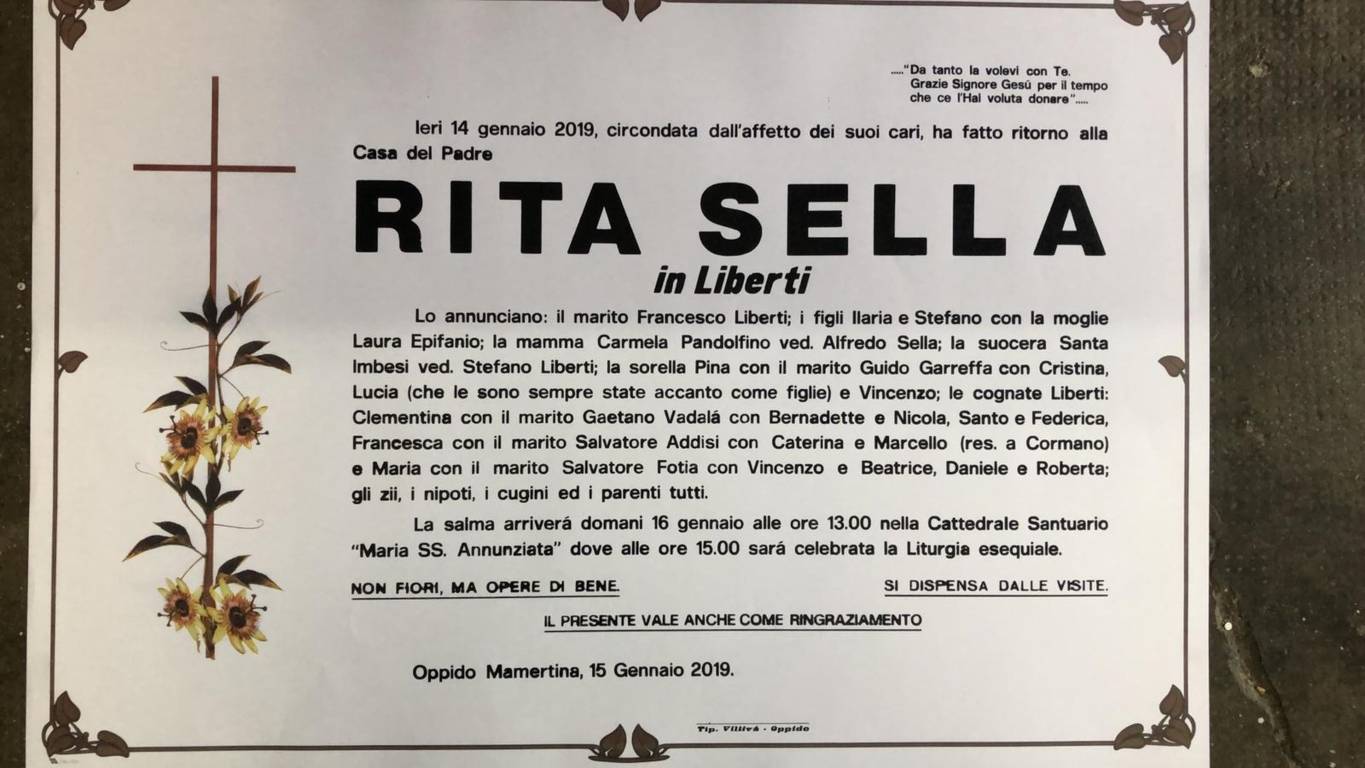 ....."Da tanto la volevi con Te.
Grazie Signore Gesù per il tempo
che ce l'Hai voluta donare".....
Ieri 14 gennaio 2019, circondata dall'affetto dei suoi cari, ha fatto ritorno alla
Casa del Padre
RITA SELLA
in Liberti
Lo annunciano: il marito Francesco Liberti; i figli Ilaria e Stefano con la moglie
Laura Epifanio; la mamma Carmela Pandolfino ved. Alfredo Sella; la suocera Santa
Imbesi ved. Stefano Liberti; la sorella Pina con il marito Guido Garreffa con Cristina,
Lucia (che le sono sempre state accanto come figlie) e Vincenzo; le cognate Liberti:
Clementina con il marito Gaetano Vadalá con Bernadette e Nicola, Santo e Federica,
Francesca con il marito Salvatore Addisi con Caterina e Marcello (res. a Cormano)
e Maria con il marito Salvatore Fotia con Vincenzo e Beatrice, Daniele e Roberta;
gli zii, i nipoti, i cugini ed i parenti tutti.
La salma arriverá domani 16 gennaio alle ore 13.00 nella Cattedrale Santuario
"Maria SS. Annunziata" dove alle ore 15.00 sará celebrata la Liturgia esequiale.
NON FIORI, MA OPERE DI BENE. SI DISPENSA DALLE VISITE.
IL PRESENTE VALE ANCHE COME RINGRAZIAMENTO
Oppido Mamertina, 15 Gennaio 2019.
Tip. Villivá - Oppido